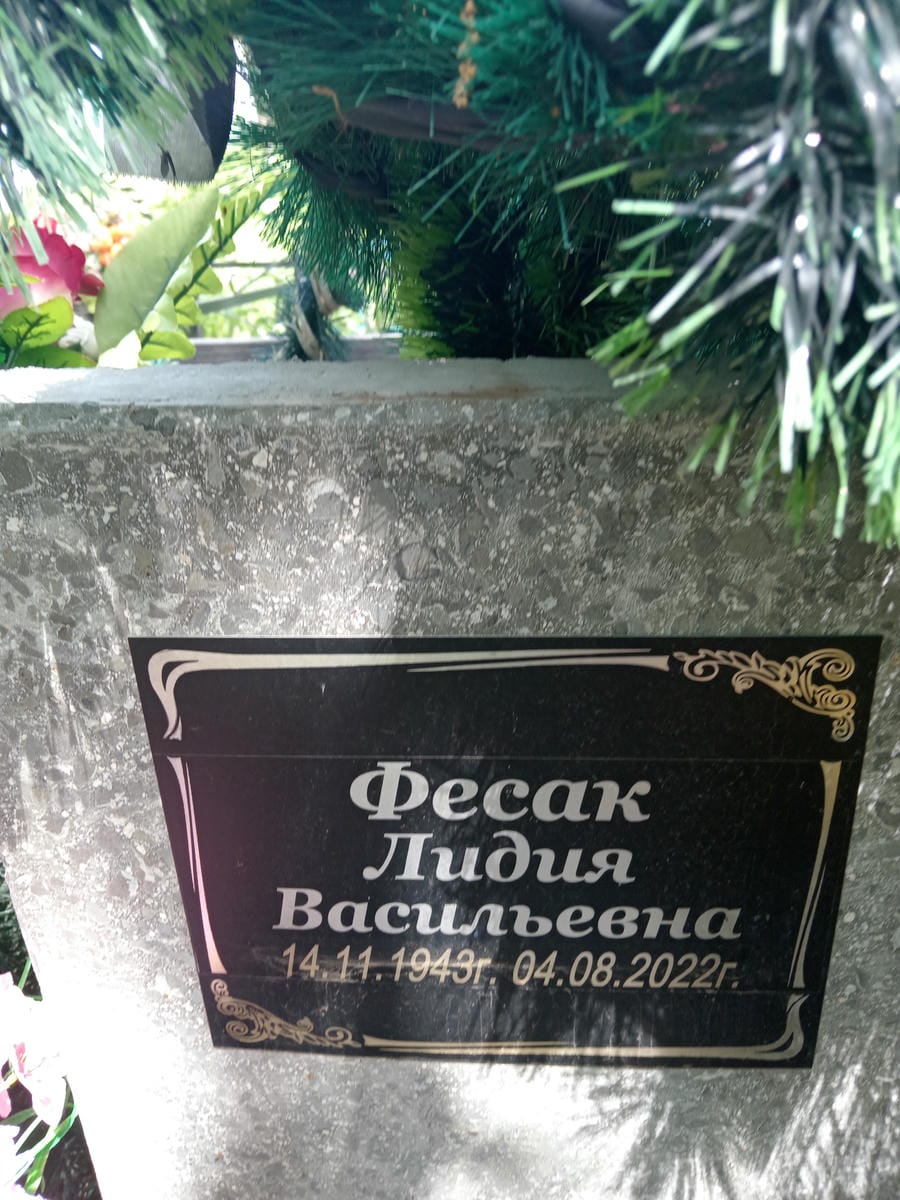 Фесак
Лидия
Васильевна
14.11.1943г. 04.08.2022г.